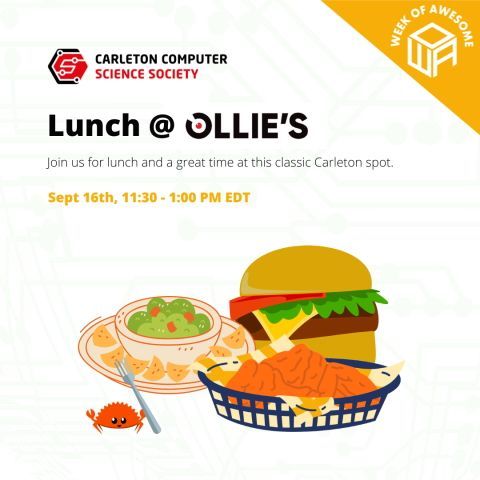 WEEK OF AWESOME
WA
CARLETON COMPUTER
SCIENCE SOCIETY
Lunch @ OLLIE'S
Join us for lunch and a great time at this classic Carleton spot.
Sept 16th, 11:30 - 1:00 PM EDT